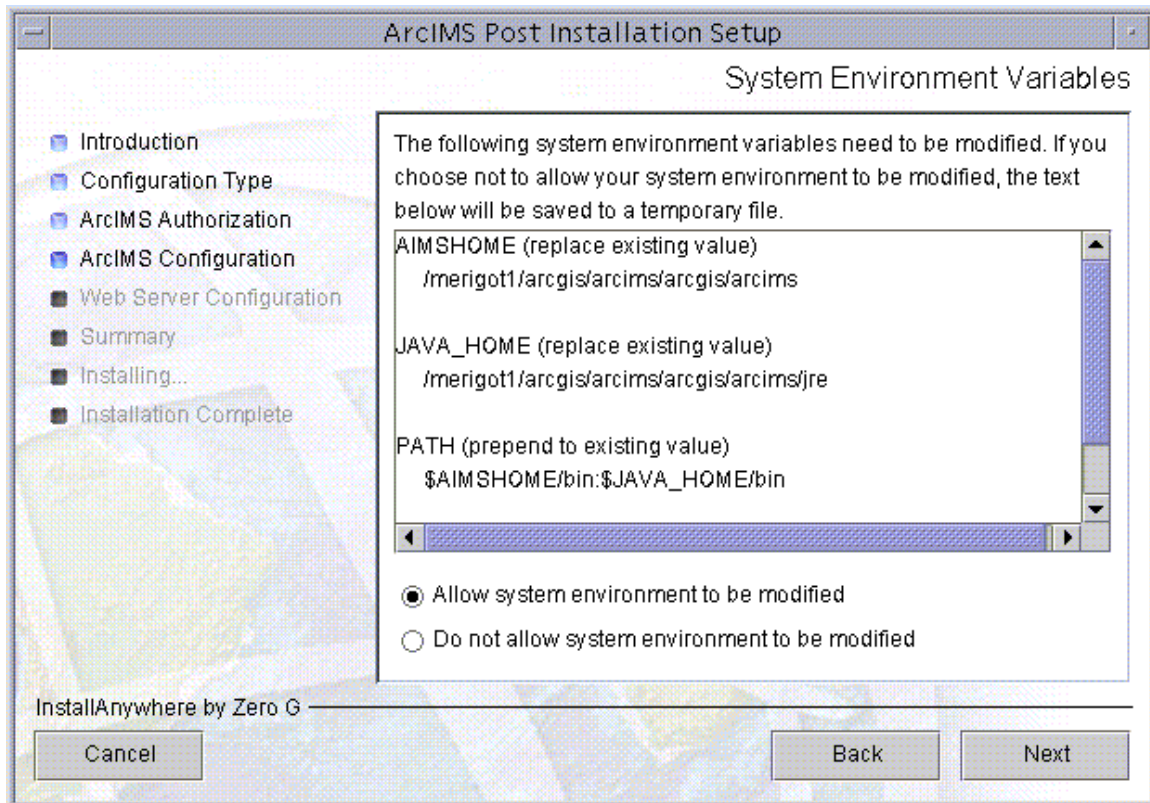 ArcIMS Post Installation Setup
System Environment Variables
Introduction
Configuration Type
ArcIMS Authorization
ArcIMS Configuration
Web Server Configuration
Summary
Installing...
Installation Complete
The following system environment variables need to be modified. If you
choose not to allow your system environment to be modified, the text
below will be saved to a temporary file.
AIMSHOME (replace existing value)
/merigot1/arcgis/arcims/arcgis/arcims
JAVA_HOME (replace existing value)
/merigot1/arcgis/arcims/arcgis/arcims/jre
PATH (prepend to existing value)
$AIMSHOME/bin:$JAVA_HOME/bin
Allow system environment to be modified
Do not allow system environment to be modified
InstallAnywhere by Zero G
Cancel
Back
Next